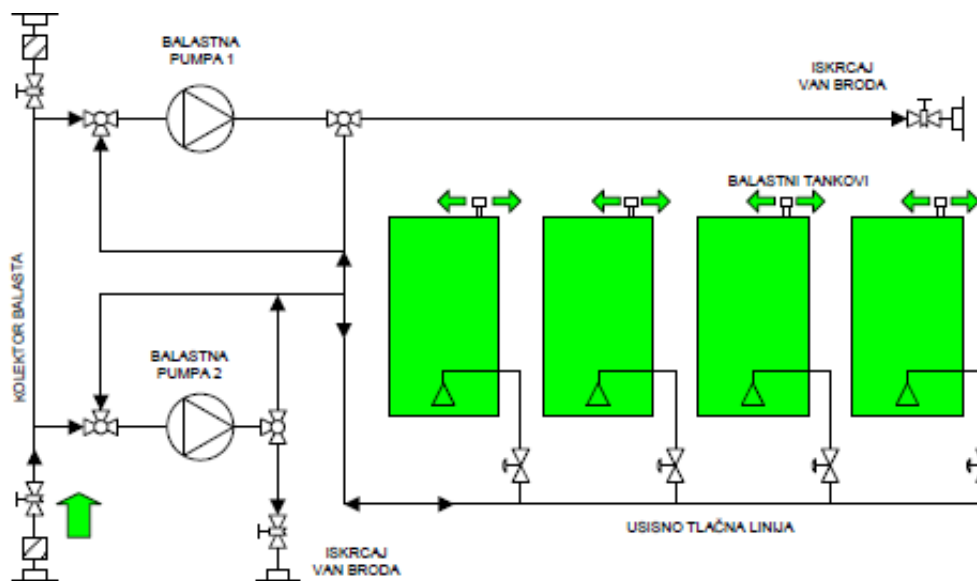 BALASTNA
PUMPA 1
ISKRCAJ
VAN BRODA
BALASTNI TANKOVI
KOLEKTOR BALASTA
BALASTNA
PUMPA 2
USISNO TLAČNA LINIJA
ISKRCAJ
VAN BRODA